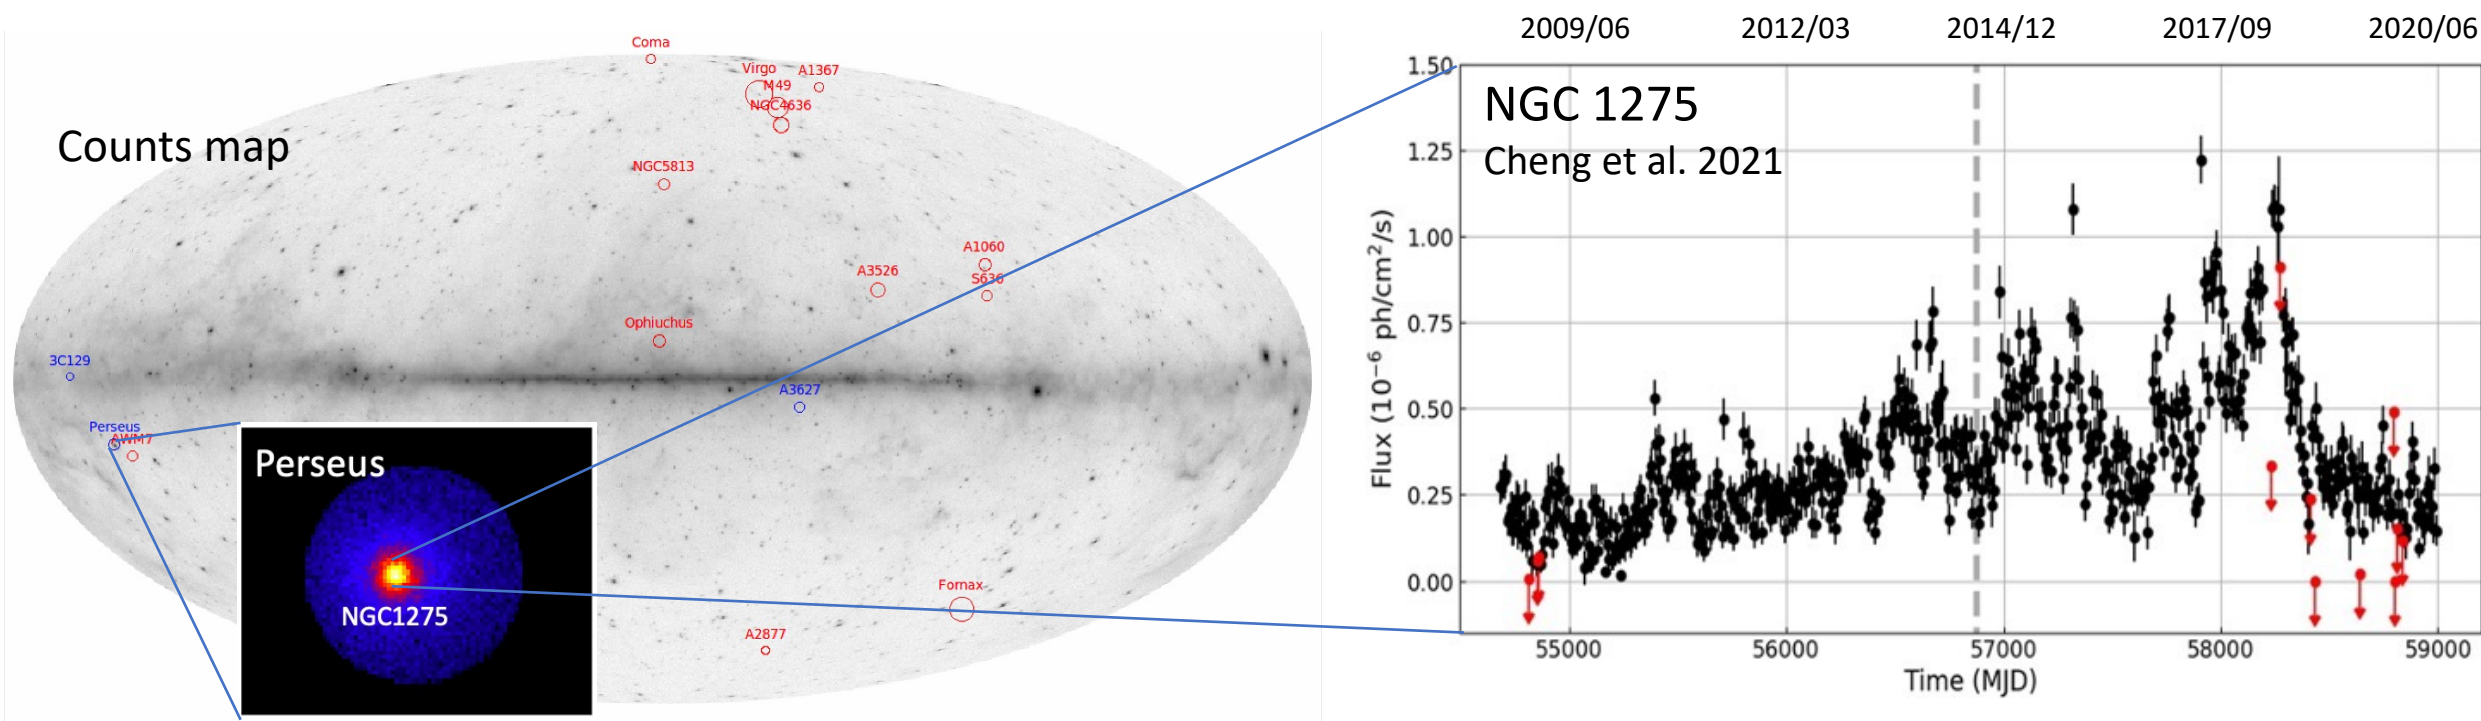 Counts map
Coma
Virgo
A1367
M49
NGC4636
NGC5813
A1060
A3526
S636
Ophiuchus
3C129
A3627
Perseus
AWM7
Perseus
NGC1275
Fornax
A2877
2009/06 2012/03 2014/12 2017/09 2020/06
NGC 1275
Cheng et al. 2021
Flux (10⁻⁶ ph/cm²/s)
1.50
1.25
1.00
0.75
0.50
0.25
0.00
55000 56000 57000 58000 59000
Time (MJD)